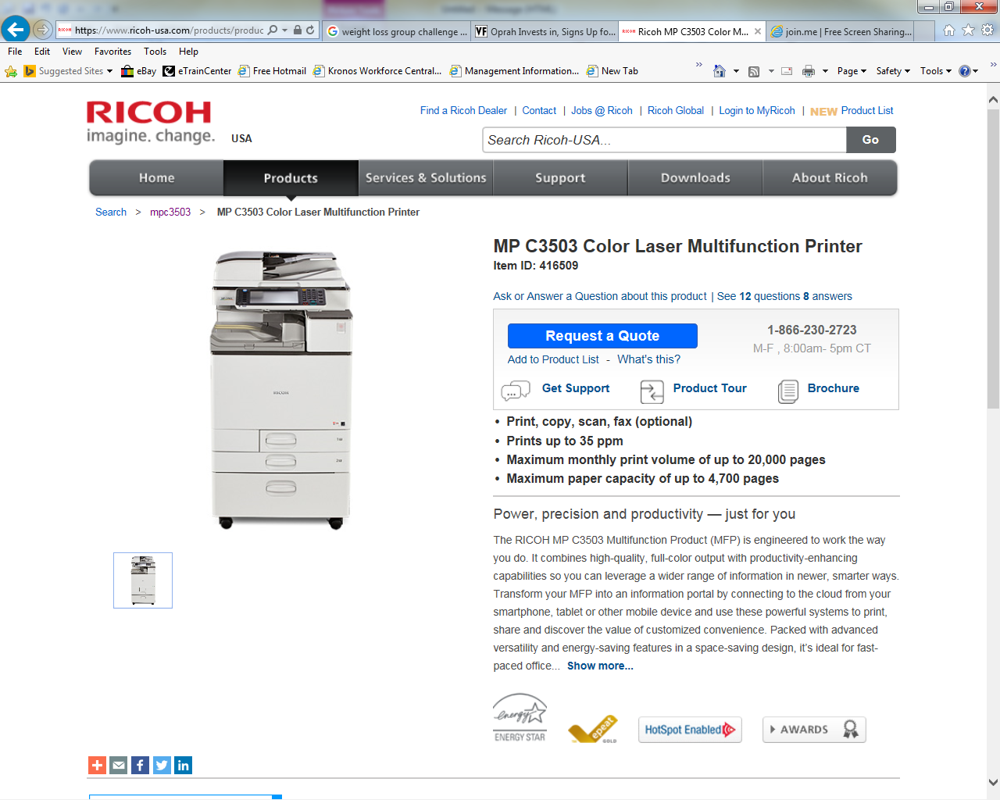 https://www.ricoh-usa.com/products/produc
weight loss group challenge ...
VF Oprah Invests in, Signs Up fo...
RICOH Ricoh MP C3503 Color M...
join.me | Free Screen Sharing...
File Edit View Favorites Tools Help
Suggested Sites eBay eTrainCenter Free Hotmail Kronos Workforce Central... Management Information... New Tab
Page Safety Tools
RICOH
imagine. change. USA
Find a Ricoh Dealer | Contact | Jobs @ Ricoh | Ricoh Global | Login to MyRicoh | NEW Product List
Search Ricoh-USA... Go
Home Products Services & Solutions Support Downloads About Ricoh
Search > mpc3503 > MP C3503 Color Laser Multifunction Printer
MP C3503 Color Laser Multifunction Printer
Item ID: 416509
Ask or Answer a Question about this product | See 12 questions 8 answers
Request a Quote
1-866-230-2723
M-F , 8:00am- 5pm CT
Add to Product List - What's this?
Get Support Product Tour Brochure
• Print, copy, scan, fax (optional)
• Prints up to 35 ppm
• Maximum monthly print volume of up to 20,000 pages
• Maximum paper capacity of up to 4,700 pages
RICOH
Power, precision and productivity — just for you
The RICOH MP C3503 Multifunction Product (MFP) is engineered to work the way
you do. It combines high-quality, full-color output with productivity-enhancing
capabilities so you can leverage a wider range of information in newer, smarter ways.
Transform your MFP into an information portal by connecting to the cloud from your
smartphone, tablet or other mobile device and use these powerful systems to print,
share and discover the value of customized convenience. Packed with advanced
versatility and energy-saving features in a space-saving design, it's ideal for fast-
paced office... Show more...
energy
ENERGY STAR
epeat
GOLD
HotSpot Enabled
AWARDS